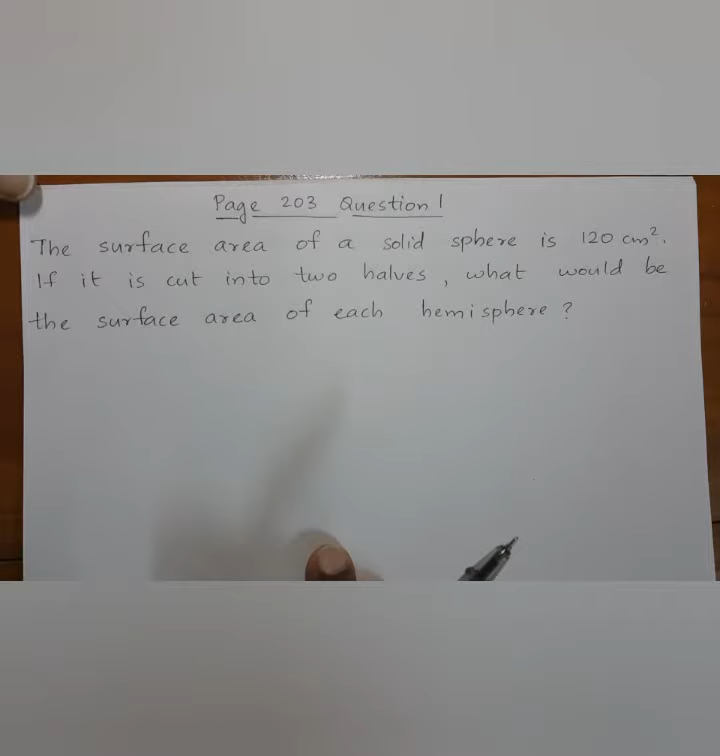 Page 203 Question 1
The surface area of a solid sphere is 120 cm².
If it is cut into two halves, what would be
the surface area of each hemisphere?